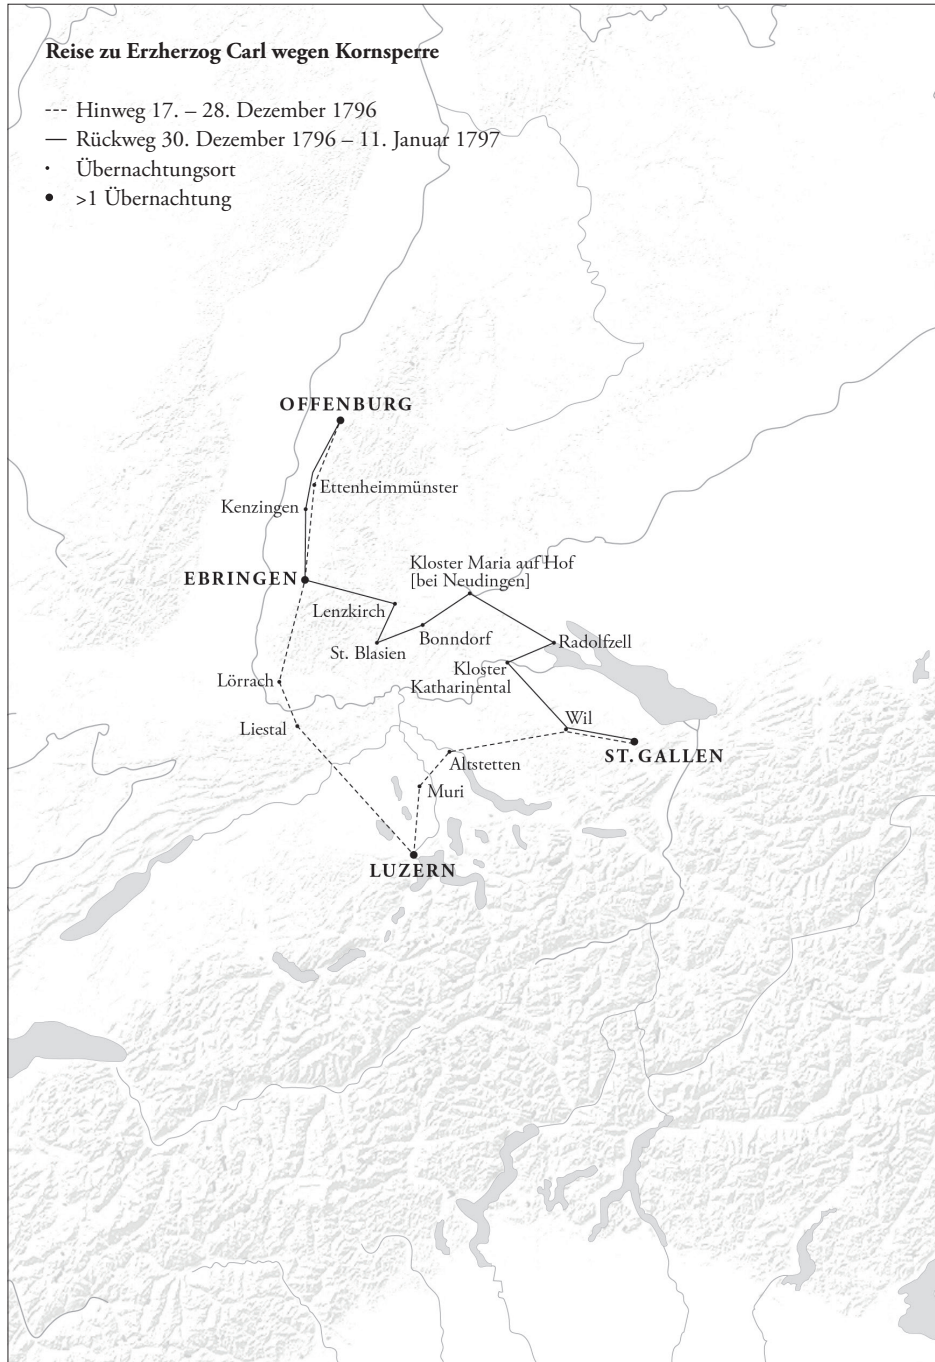 Reise zu Erzherzog Carl wegen Kornsperre
--- Hinweg 17. – 28. Dezember 1796
— Rückweg 30. Dezember 1796 – 11. Januar 1797
· Übernachtungsort
• >1 Übernachtung
OFFENBURG
Ettenheimmünster
Kenzingen
EBRINGEN
Kloster Maria auf Hof
[bei Neudingen]
Lenzkirch
Bonndorf
St. Blasien
Radolfzell
Kloster
Katharinental
Lörrach
Liestal
Wil
ST. GALLEN
Altstetten
Muri
LUZERN